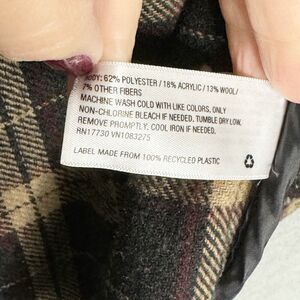 BODY: 62% POLYESTER / 18% ACRYLIC / 13% WOOL/
7% OTHER FIBERS
MACHINE WASH COLD WITH LIKE COLORS. ONLY
NON-CHLORINE BLEACH IF NEEDED. TUMBLE DRY LOW.
REMOVE PROMPTLY. COOL IRON IF NEEDED.
RN17730 VN1083275
LABEL MADE FROM 100% RECYCLED PLASTIC